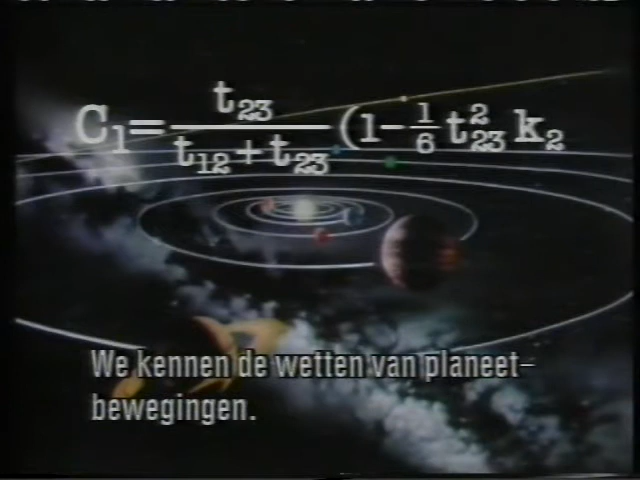 C₁=t₂₃/(t₁₂+t₂₃) (1-1/6 t₂₃² k₂
We kennen de wetten van planeet-
bewegingen.